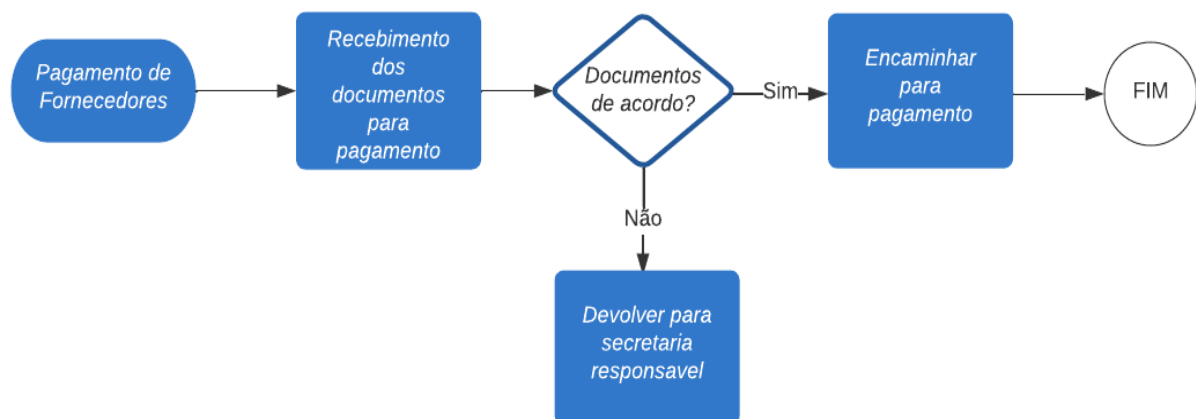 Pagamento de
Fornecedores
Recebimento
dos
documentos
para
pagamento
Documentos
de acordo?
Sim
Encaminhar
para
pagamento
FIM
Não
Devolver para
secretaria
responsavel